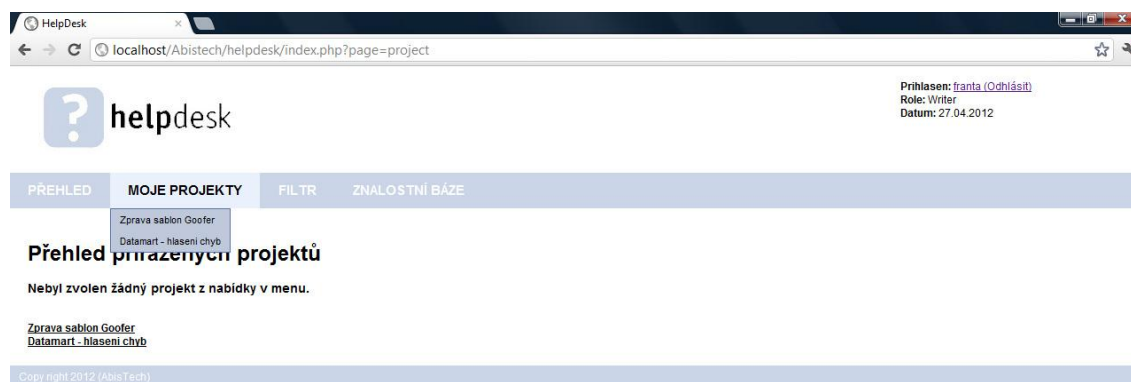 HelpDesk
localhost/Abistech/helpdesk/index.php?page=project
Prihlasen: franta (Odhlásit)
Role: Writer
Datum: 27.04.2012
? helpdesk
PŘEHLED MOJE PROJEKTY FILTR ZNALOSTNÍ BÁZE
Zprava sablon Goofer
Datamart - hlaseni chyb
Přehled přiřazených projektů
Nebyl zvolen žádný projekt z nabídky v menu.
Zprava sablon Goofer
Datamart - hlaseni chyb
Copyright 2012 (AbisTech)